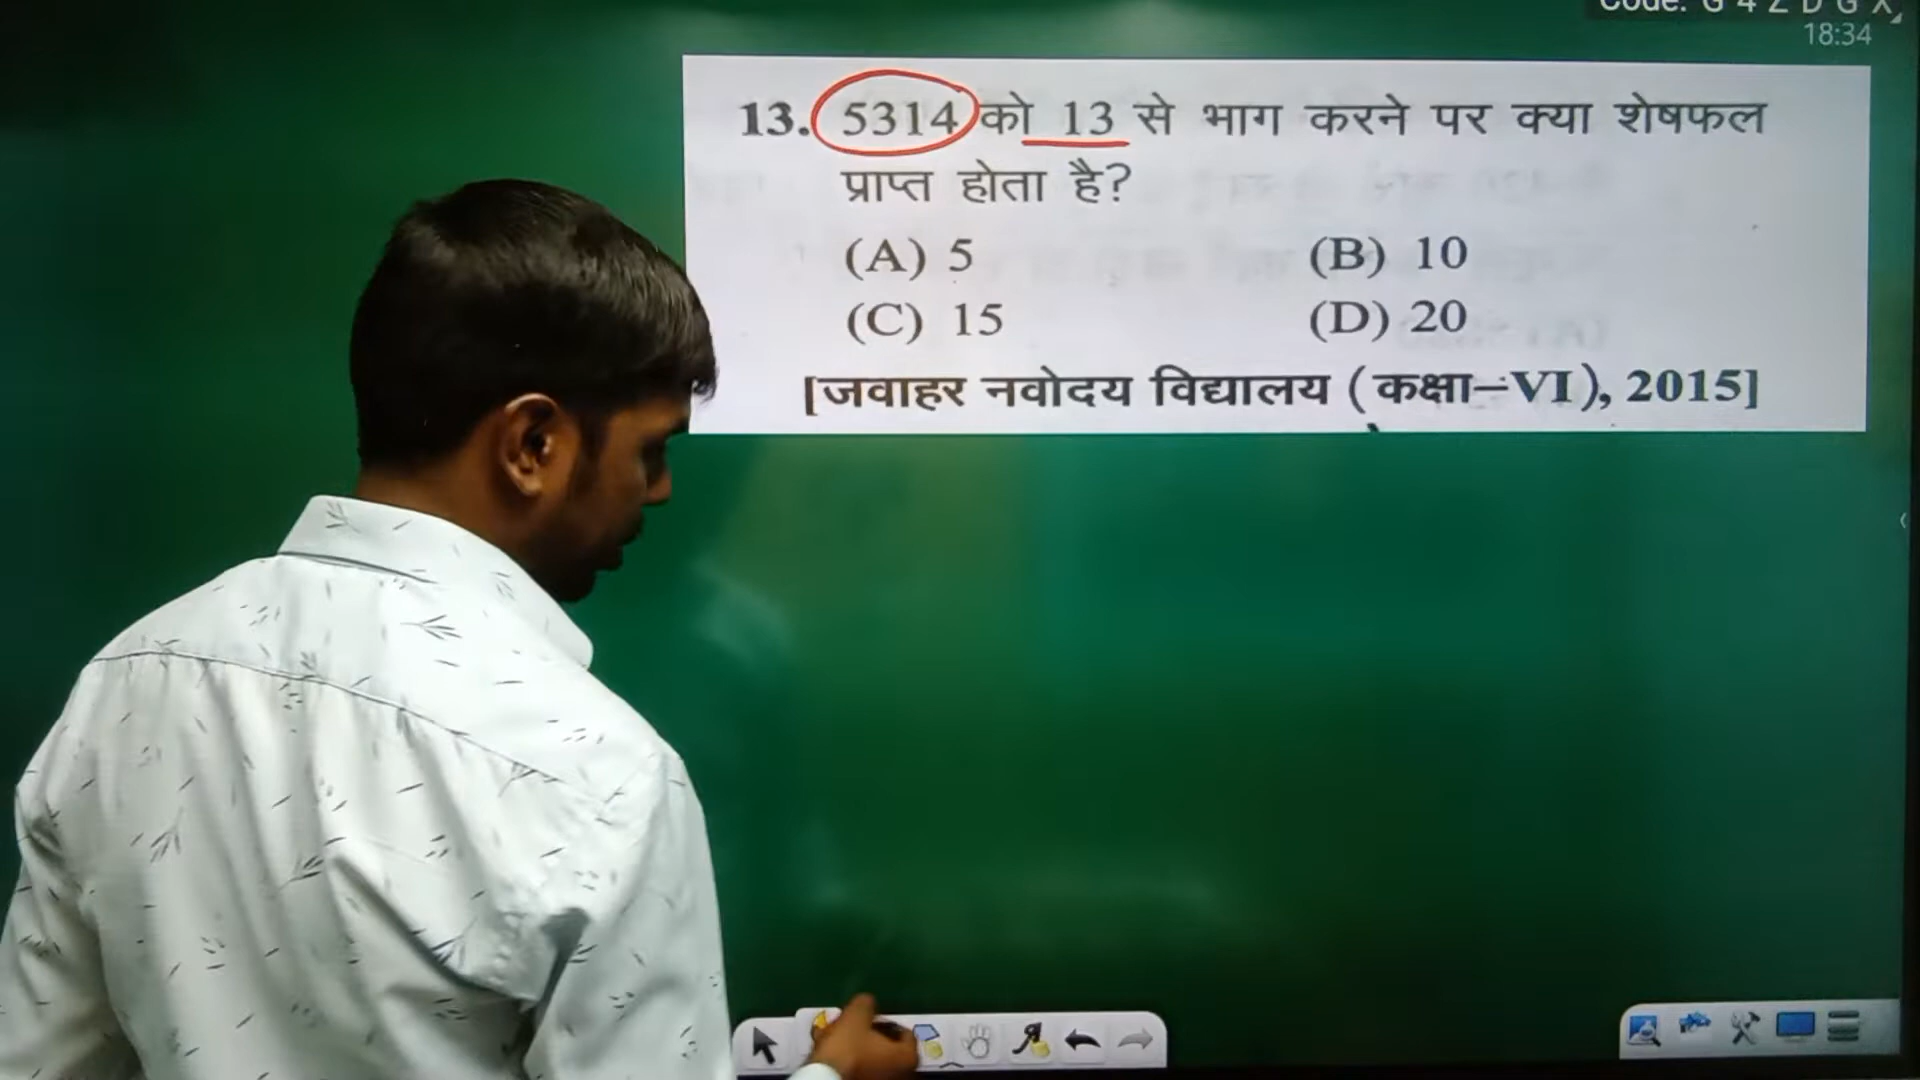 18:34
13. 5314 को 13 से भाग करने पर क्या शेषफल
प्राप्त होता है?
(A) 5 (B) 10
(C) 15 (D) 20
[जवाहर नवोदय विद्यालय (कक्षा–VI), 2015]